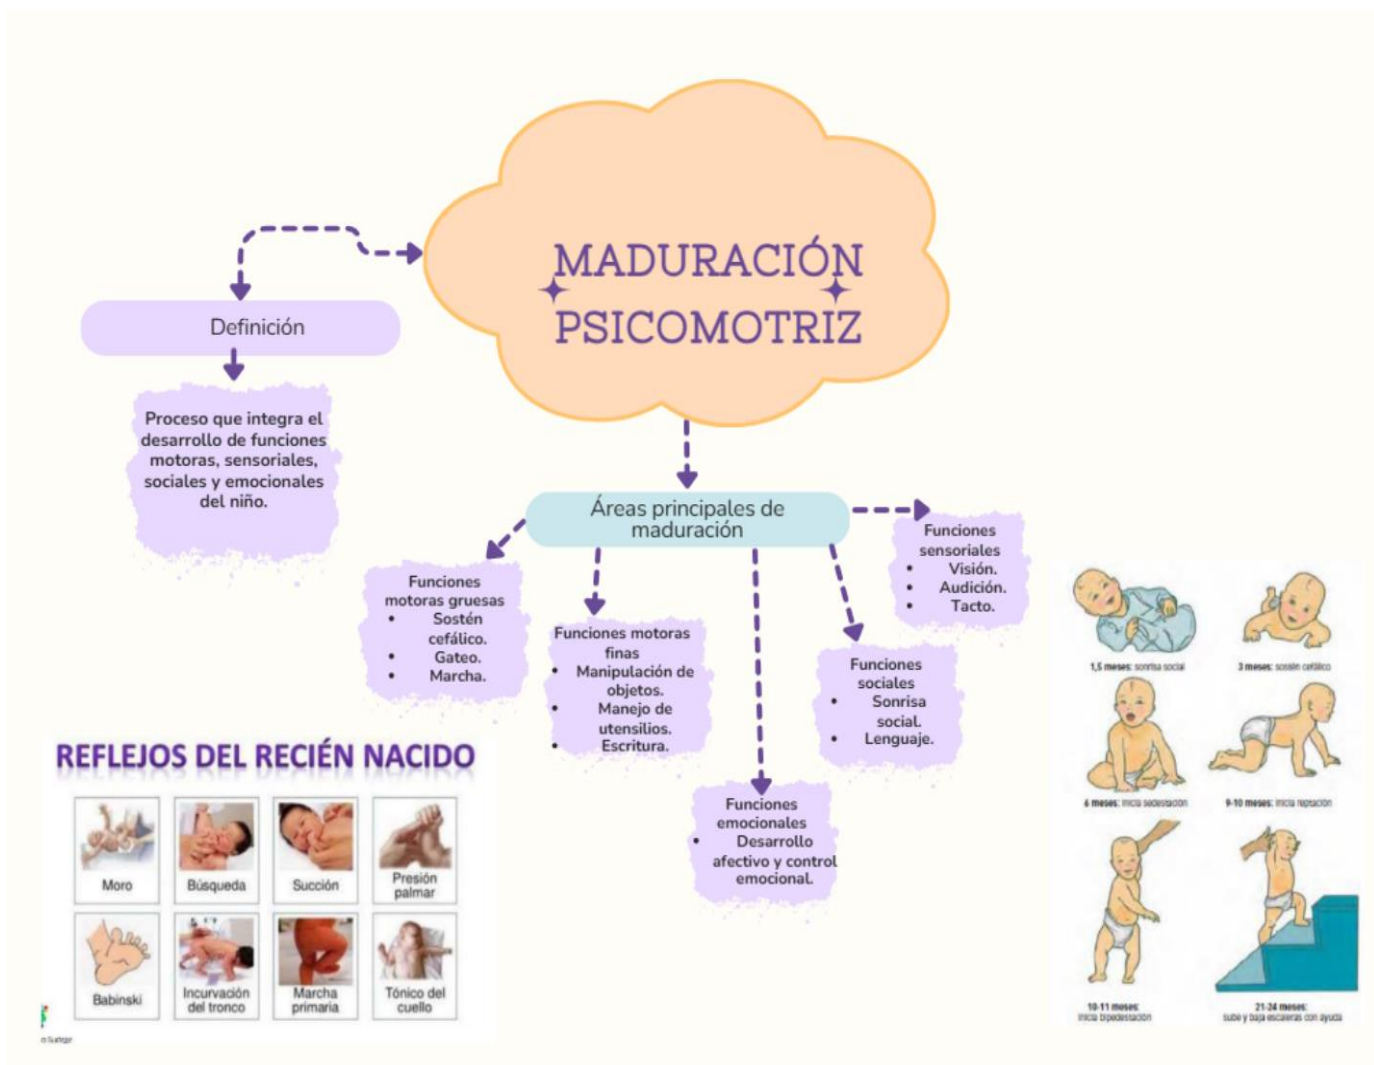 MADURACIÓN
PSICOMOTRIZ
Definición
Proceso que integra el
desarrollo de funciones
motoras, sensoriales,
sociales y emocionales
del niño.
Áreas principales de
maduración
Funciones
motoras gruesas
• Sostén
cefálico.
• Gateo.
• Marcha.
Funciones motoras
finas
• Manipulación de
objetos.
• Manejo de
utensilios.
• Escritura.
Funciones
emocionales
• Desarrollo
afectivo y control
emocional.
Funciones
sociales
• Sonrisa
social.
• Lenguaje.
Funciones
sensoriales
• Visión.
• Audición.
• Tacto.
REFLEJOS DEL RECIÉN NACIDO
Moro
Búsqueda
Succión
Presión
palmar
Babinski
Incurvación
del tronco
Marcha
primaria
Tónico del
cuello
1,5 meses: sonrisa social
3 meses: sostén cefálico
6 meses: inicia sedestación
9-10 meses: inicia reptación
10-11 meses:
inicia bipedestación
21-24 meses:
sube y baja escaleras con ayuda